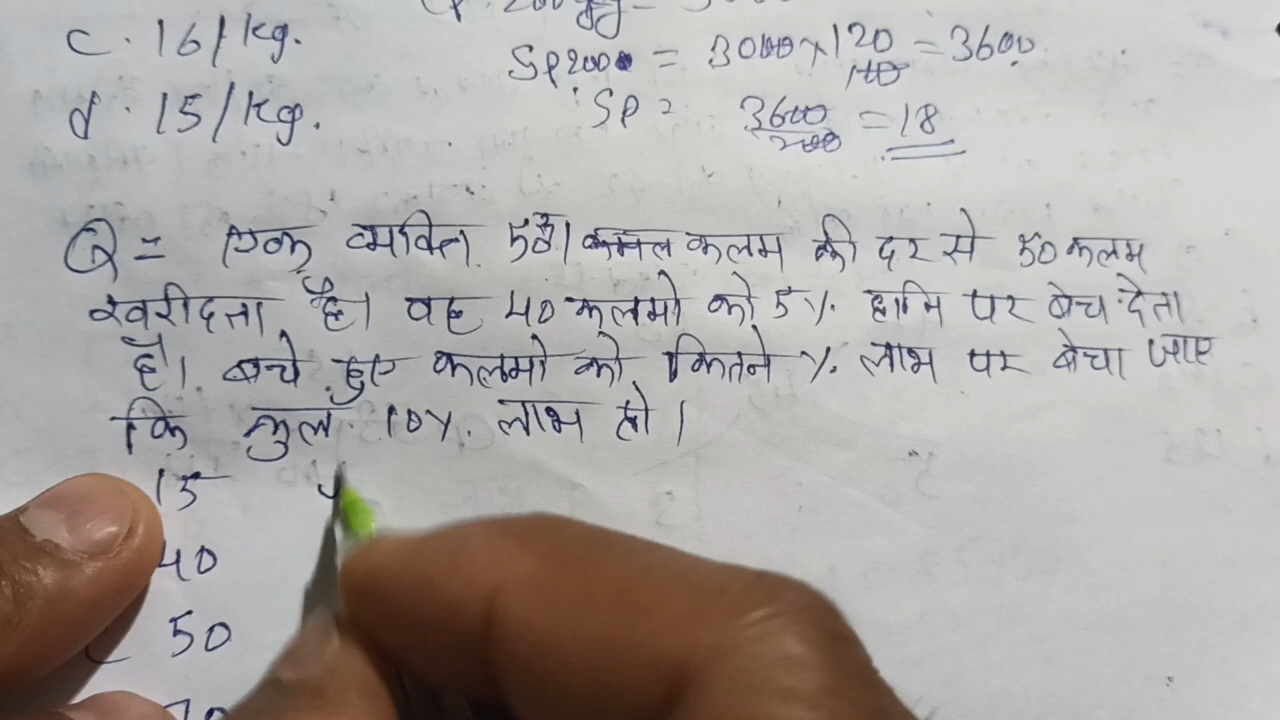 c. 16/kg.
SP200 = 3000×120/100 = 3600
d. 15/kg.
SP = 3600/200 = 18
Q = एक व्यक्ति 5रु/ कलम की दर से 50 कलम
खरीदता है। वह 40 कलमो को 5%. हानि पर बेच देता
है। बचे हुए कलमो को कितने %. लाभ पर बेचा जाए
कि कुल 10%. लाभ हो।
15
40
50
70